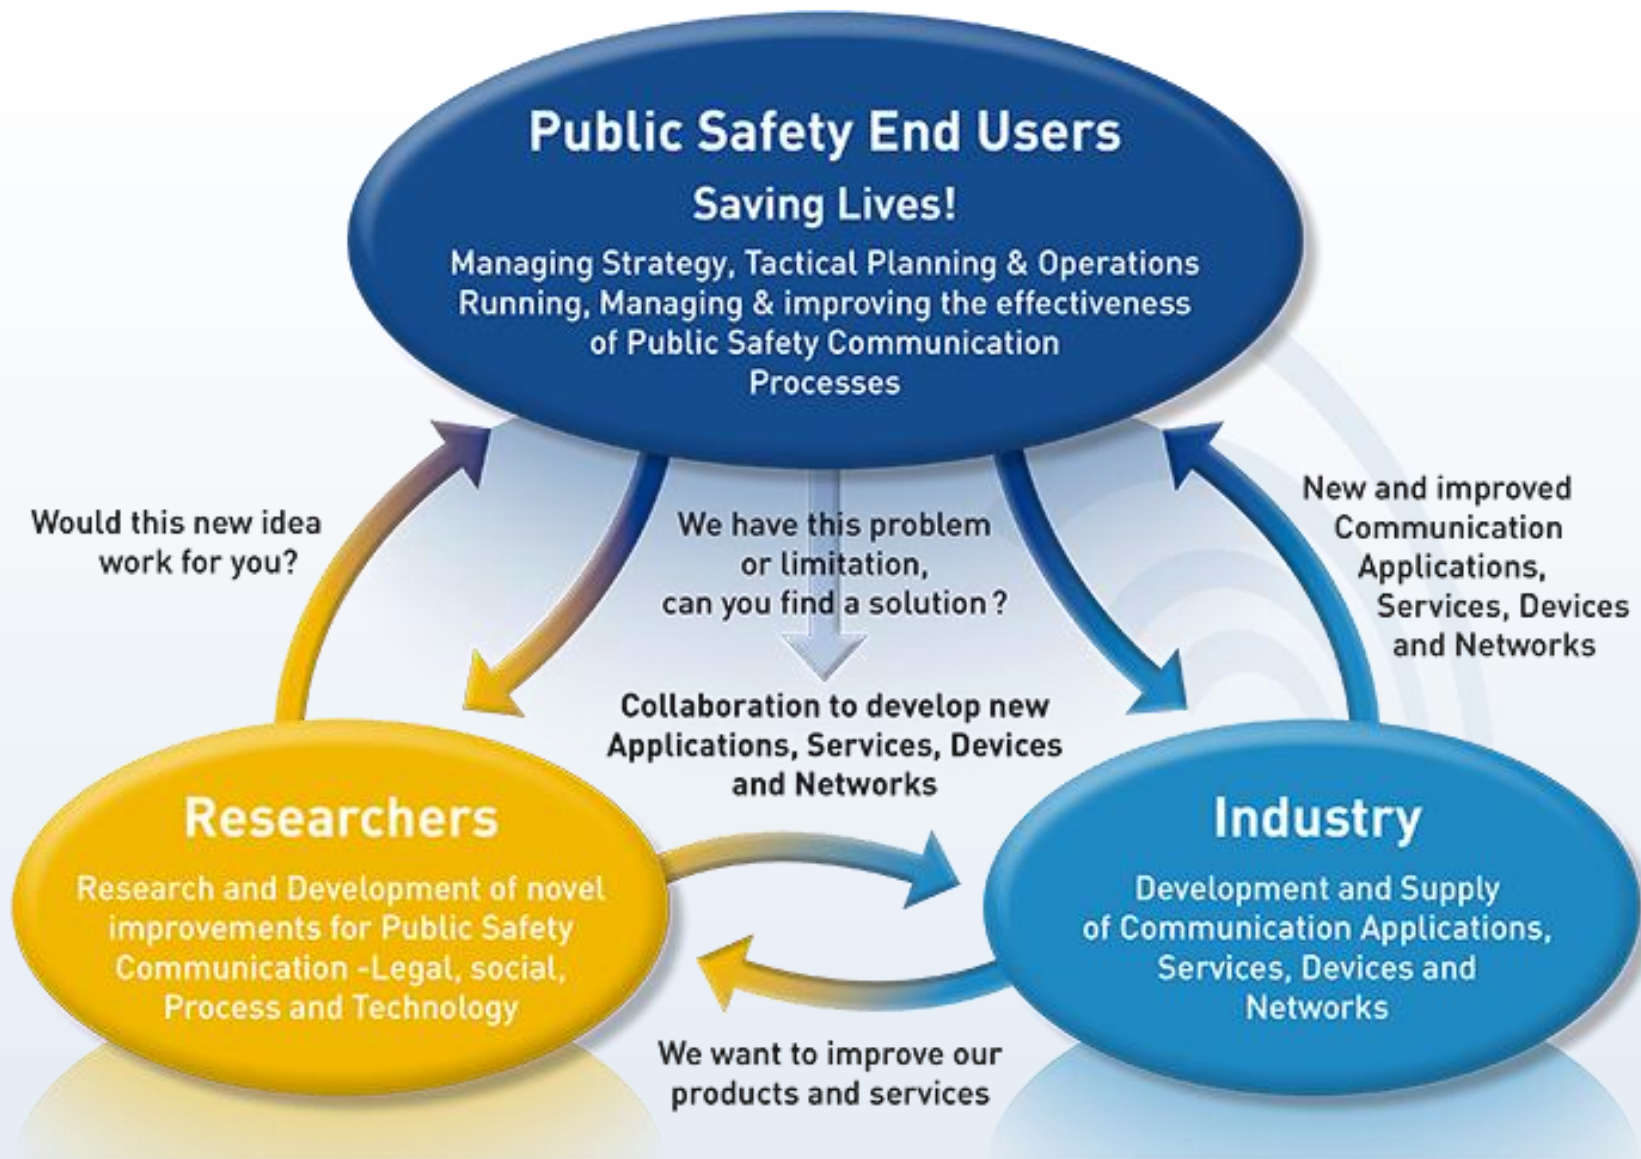 Public Safety End Users
Saving Lives!
Managing Strategy, Tactical Planning & Operations
Running, Managing & improving the effectiveness
of Public Safety Communication
Processes
Would this new idea
work for you?
We have this problem
or limitation,
can you find a solution?
New and improved
Communication
Applications,
Services, Devices
and Networks
Collaboration to develop new
Applications, Services, Devices
and Networks
Researchers
Research and Development of novel
improvements for Public Safety
Communication -Legal, social,
Process and Technology
Industry
Development and Supply
of Communication Applications,
Services, Devices and
Networks
We want to improve our
products and services